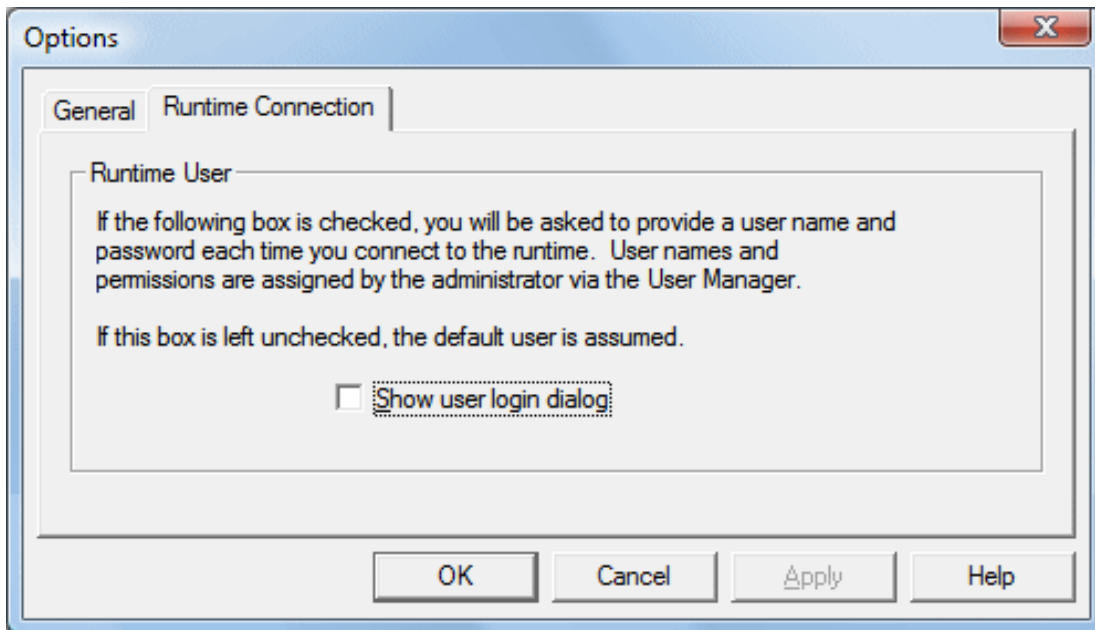 Options
General
Runtime Connection
Runtime User
If the following box is checked, you will be asked to provide a user name and
password each time you connect to the runtime.  User names and
permissions are assigned by the administrator via the User Manager.
If this box is left unchecked, the default user is assumed.
Show user login dialog
OK
Cancel
Apply
Help